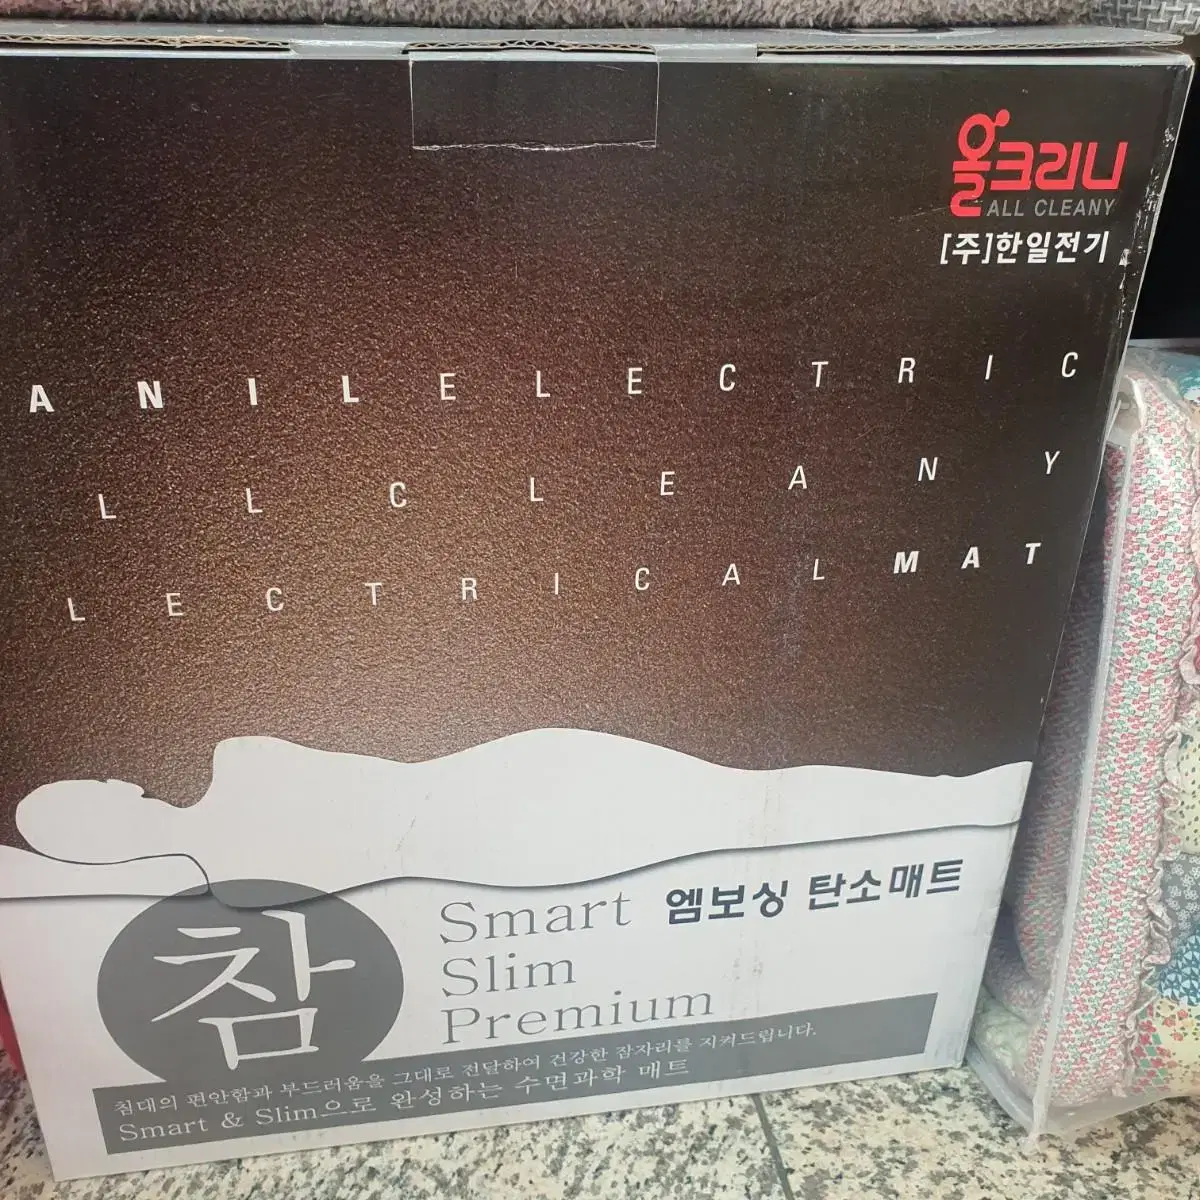 올크리니
ALL CLEANY
[주]한일전기
ANILELECTRIC
LLCLEANY
LECTRICALMAT
참
Smart 엠보싱 탄소매트
Slim
Premium
침대의 편안함과 부드러움을 그대로 전달하여 건강한 잠자리를 지켜드립니다.
Smart & Slim으로 완성하는 수면과학 매트